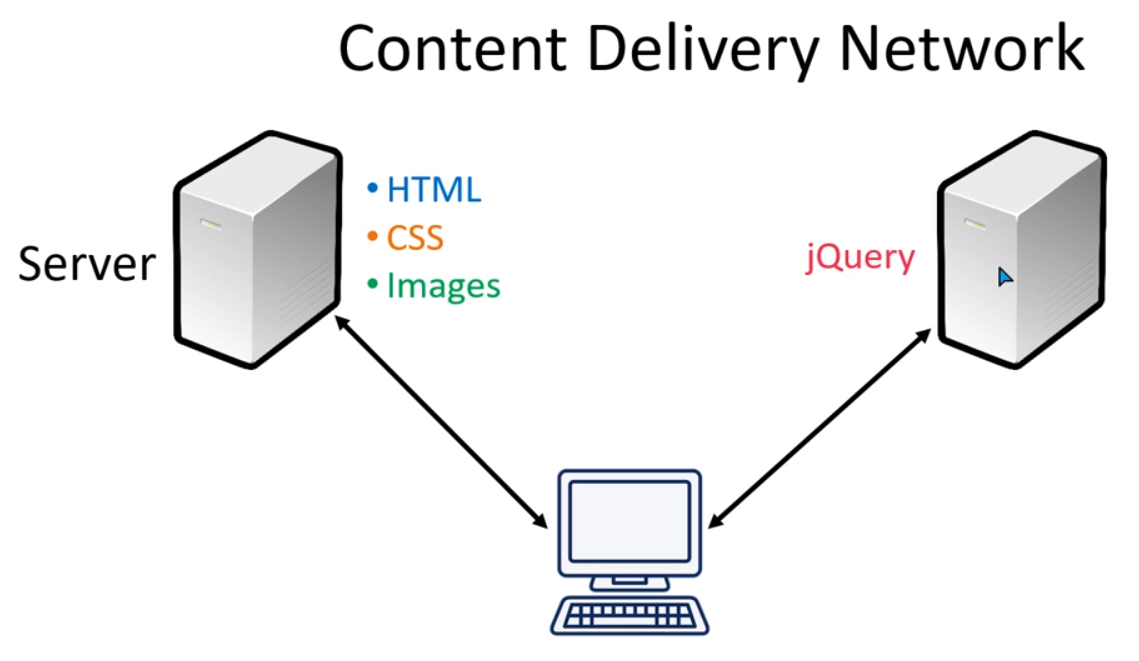 Content Delivery Network
Server
• HTML
• CSS
• Images
jQuery